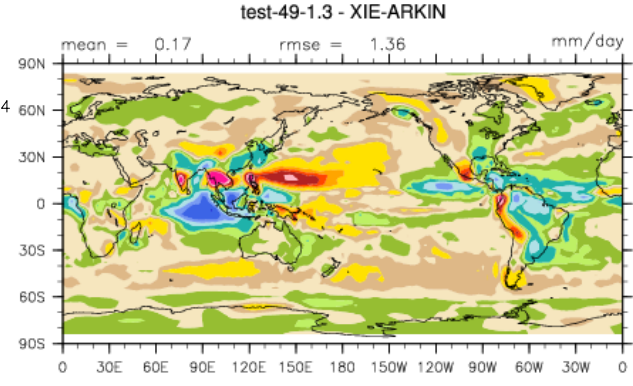 test-49-1.3 - XIE-ARKIN
mean = 0.17 rmse = 1.36 mm/day
90N
4
60N
30N
0
30S
60S
90S
0 30E 60E 90E 120E 150E 180 150W 120W 90W 60W 30W 0